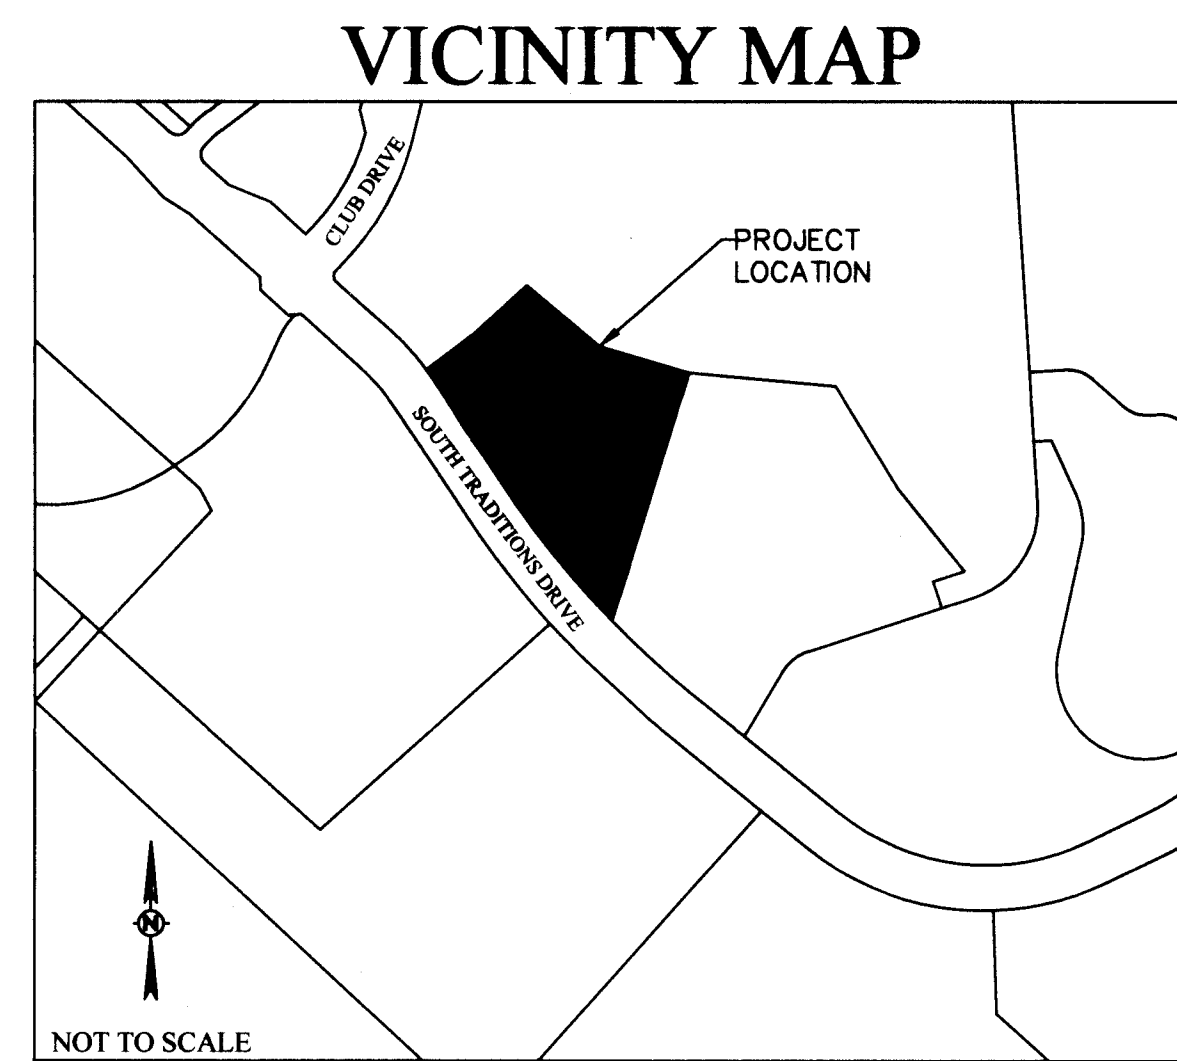 VICINITY MAP
CLUB DRIVE
PROJECT
LOCATION
SOUTH TRADITIONS DRIVE
N
NOT TO SCALE